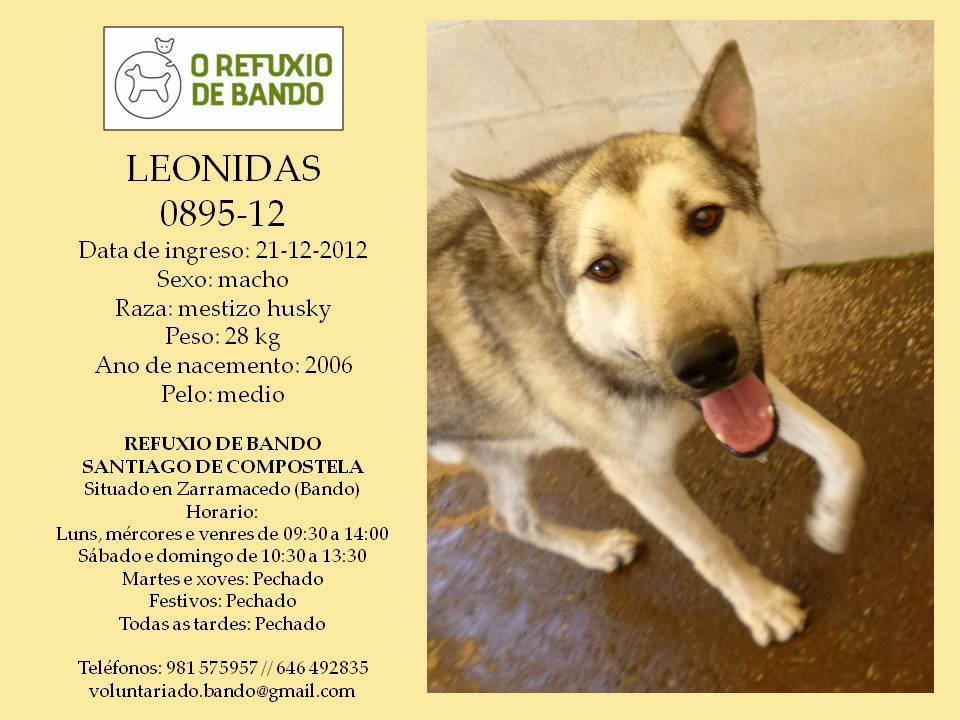 O REFUXIO
DE BANDO
LEONIDAS
0895-12
Data de ingreso: 21-12-2012
Sexo: macho
Raza: mestizo husky
Peso: 28 kg
Ano de nacemento: 2006
Pelo: medio
REFUXIO DE BANDO
SANTIAGO DE COMPOSTELA
Situado en Zarramacedo (Bando)
Horario:
Luns, mércores e venres de 09:30 a 14:00
Sábado e domingo de 10:30 a 13:30
Martes e xoves: Pechado
Festivos: Pechado
Todas as tardes: Pechado
Teléfonos: 981 575957 // 646 492835
voluntariado.bando@gmail.com